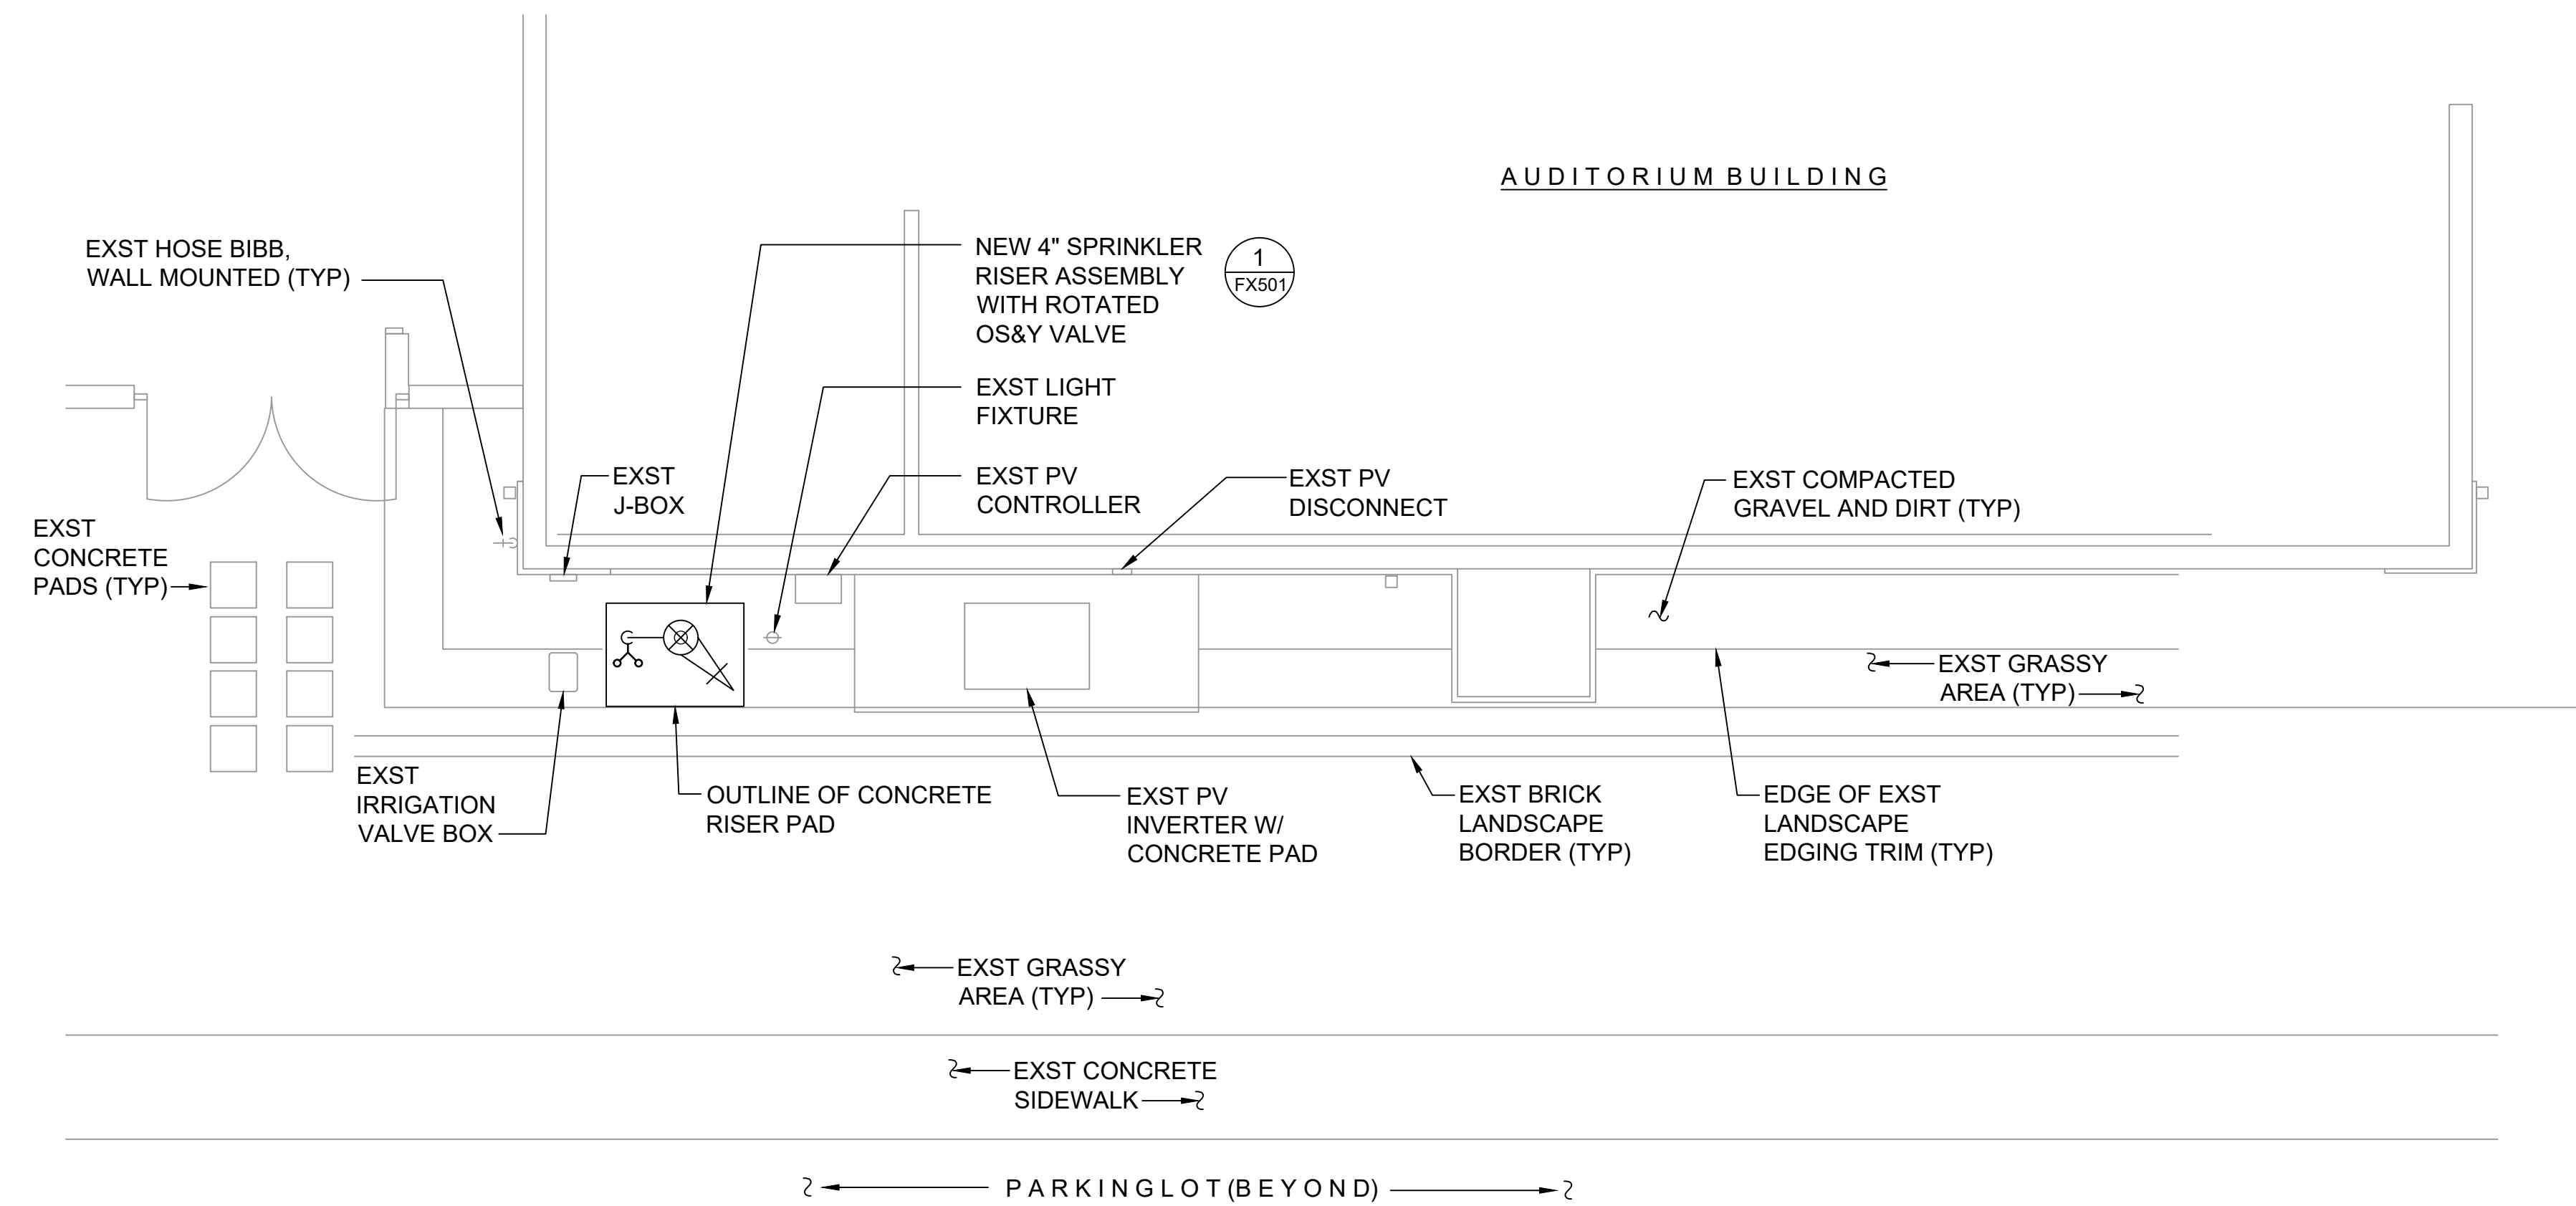 AUDITORIUM BUILDING
EXST HOSE BIBB,
WALL MOUNTED (TYP)
NEW 4" SPRINKLER
RISER ASSEMBLY
WITH ROTATED
OS&Y VALVE
1
FX501
EXST LIGHT
FIXTURE
EXST
J-BOX
EXST PV
CONTROLLER
EXST PV
DISCONNECT
EXST COMPACTED
GRAVEL AND DIRT (TYP)
EXST
CONCRETE
PADS (TYP)
EXST GRASSY
AREA (TYP)
EXST
IRRIGATION
VALVE BOX
OUTLINE OF CONCRETE
RISER PAD
EXST PV
INVERTER W/
CONCRETE PAD
EXST BRICK
LANDSCAPE
BORDER (TYP)
EDGE OF EXST
LANDSCAPE
EDGING TRIM (TYP)
EXST GRASSY
AREA (TYP)
EXST CONCRETE
SIDEWALK
PARKINGLOT(BEYOND)